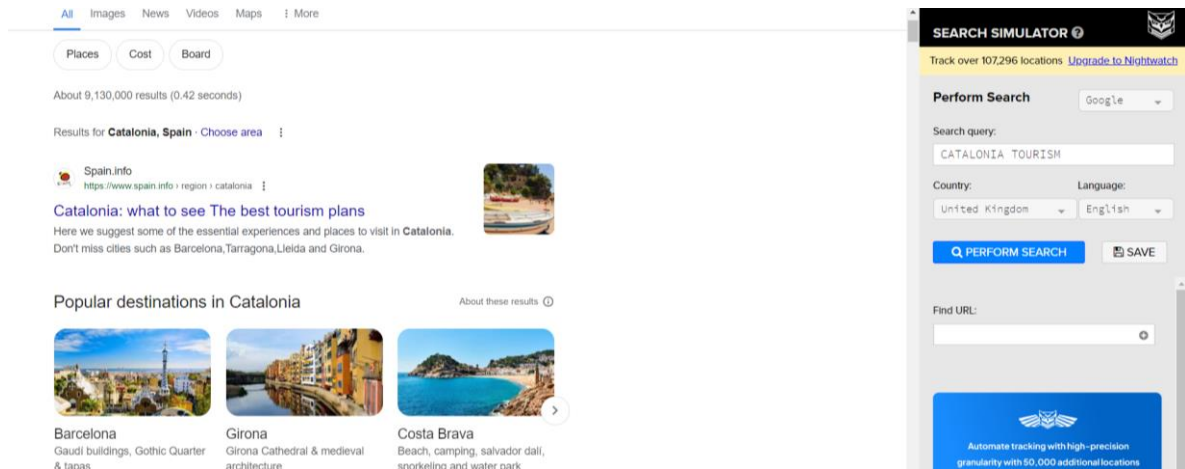 All Images News Videos Maps More
Places Cost Board
About 9,130,000 results (0.42 seconds)
Results for Catalonia, Spain · Choose area
Spain.info
https://www.spain.info › region › catalonia
Catalonia: what to see The best tourism plans
Here we suggest some of the essential experiences and places to visit in Catalonia.
Don't miss cities such as Barcelona,Tarragona,Lleida and Girona.
Popular destinations in Catalonia
About these results
Barcelona
Gaudí buildings, Gothic Quarter
& tapas
Girona
Girona Cathedral & medieval
architecture
Costa Brava
Beach, camping, salvador dalí,
snorkeling and water park
SEARCH SIMULATOR
Track over 107,296 locations Upgrade to Nightwatch
Perform Search
Google
Search query:
CATALONIA TOURISM
Country: Language:
United Kingdom English
PERFORM SEARCH SAVE
Find URL:
Automate tracking with high-precision
granularity with 50,000 additional locations